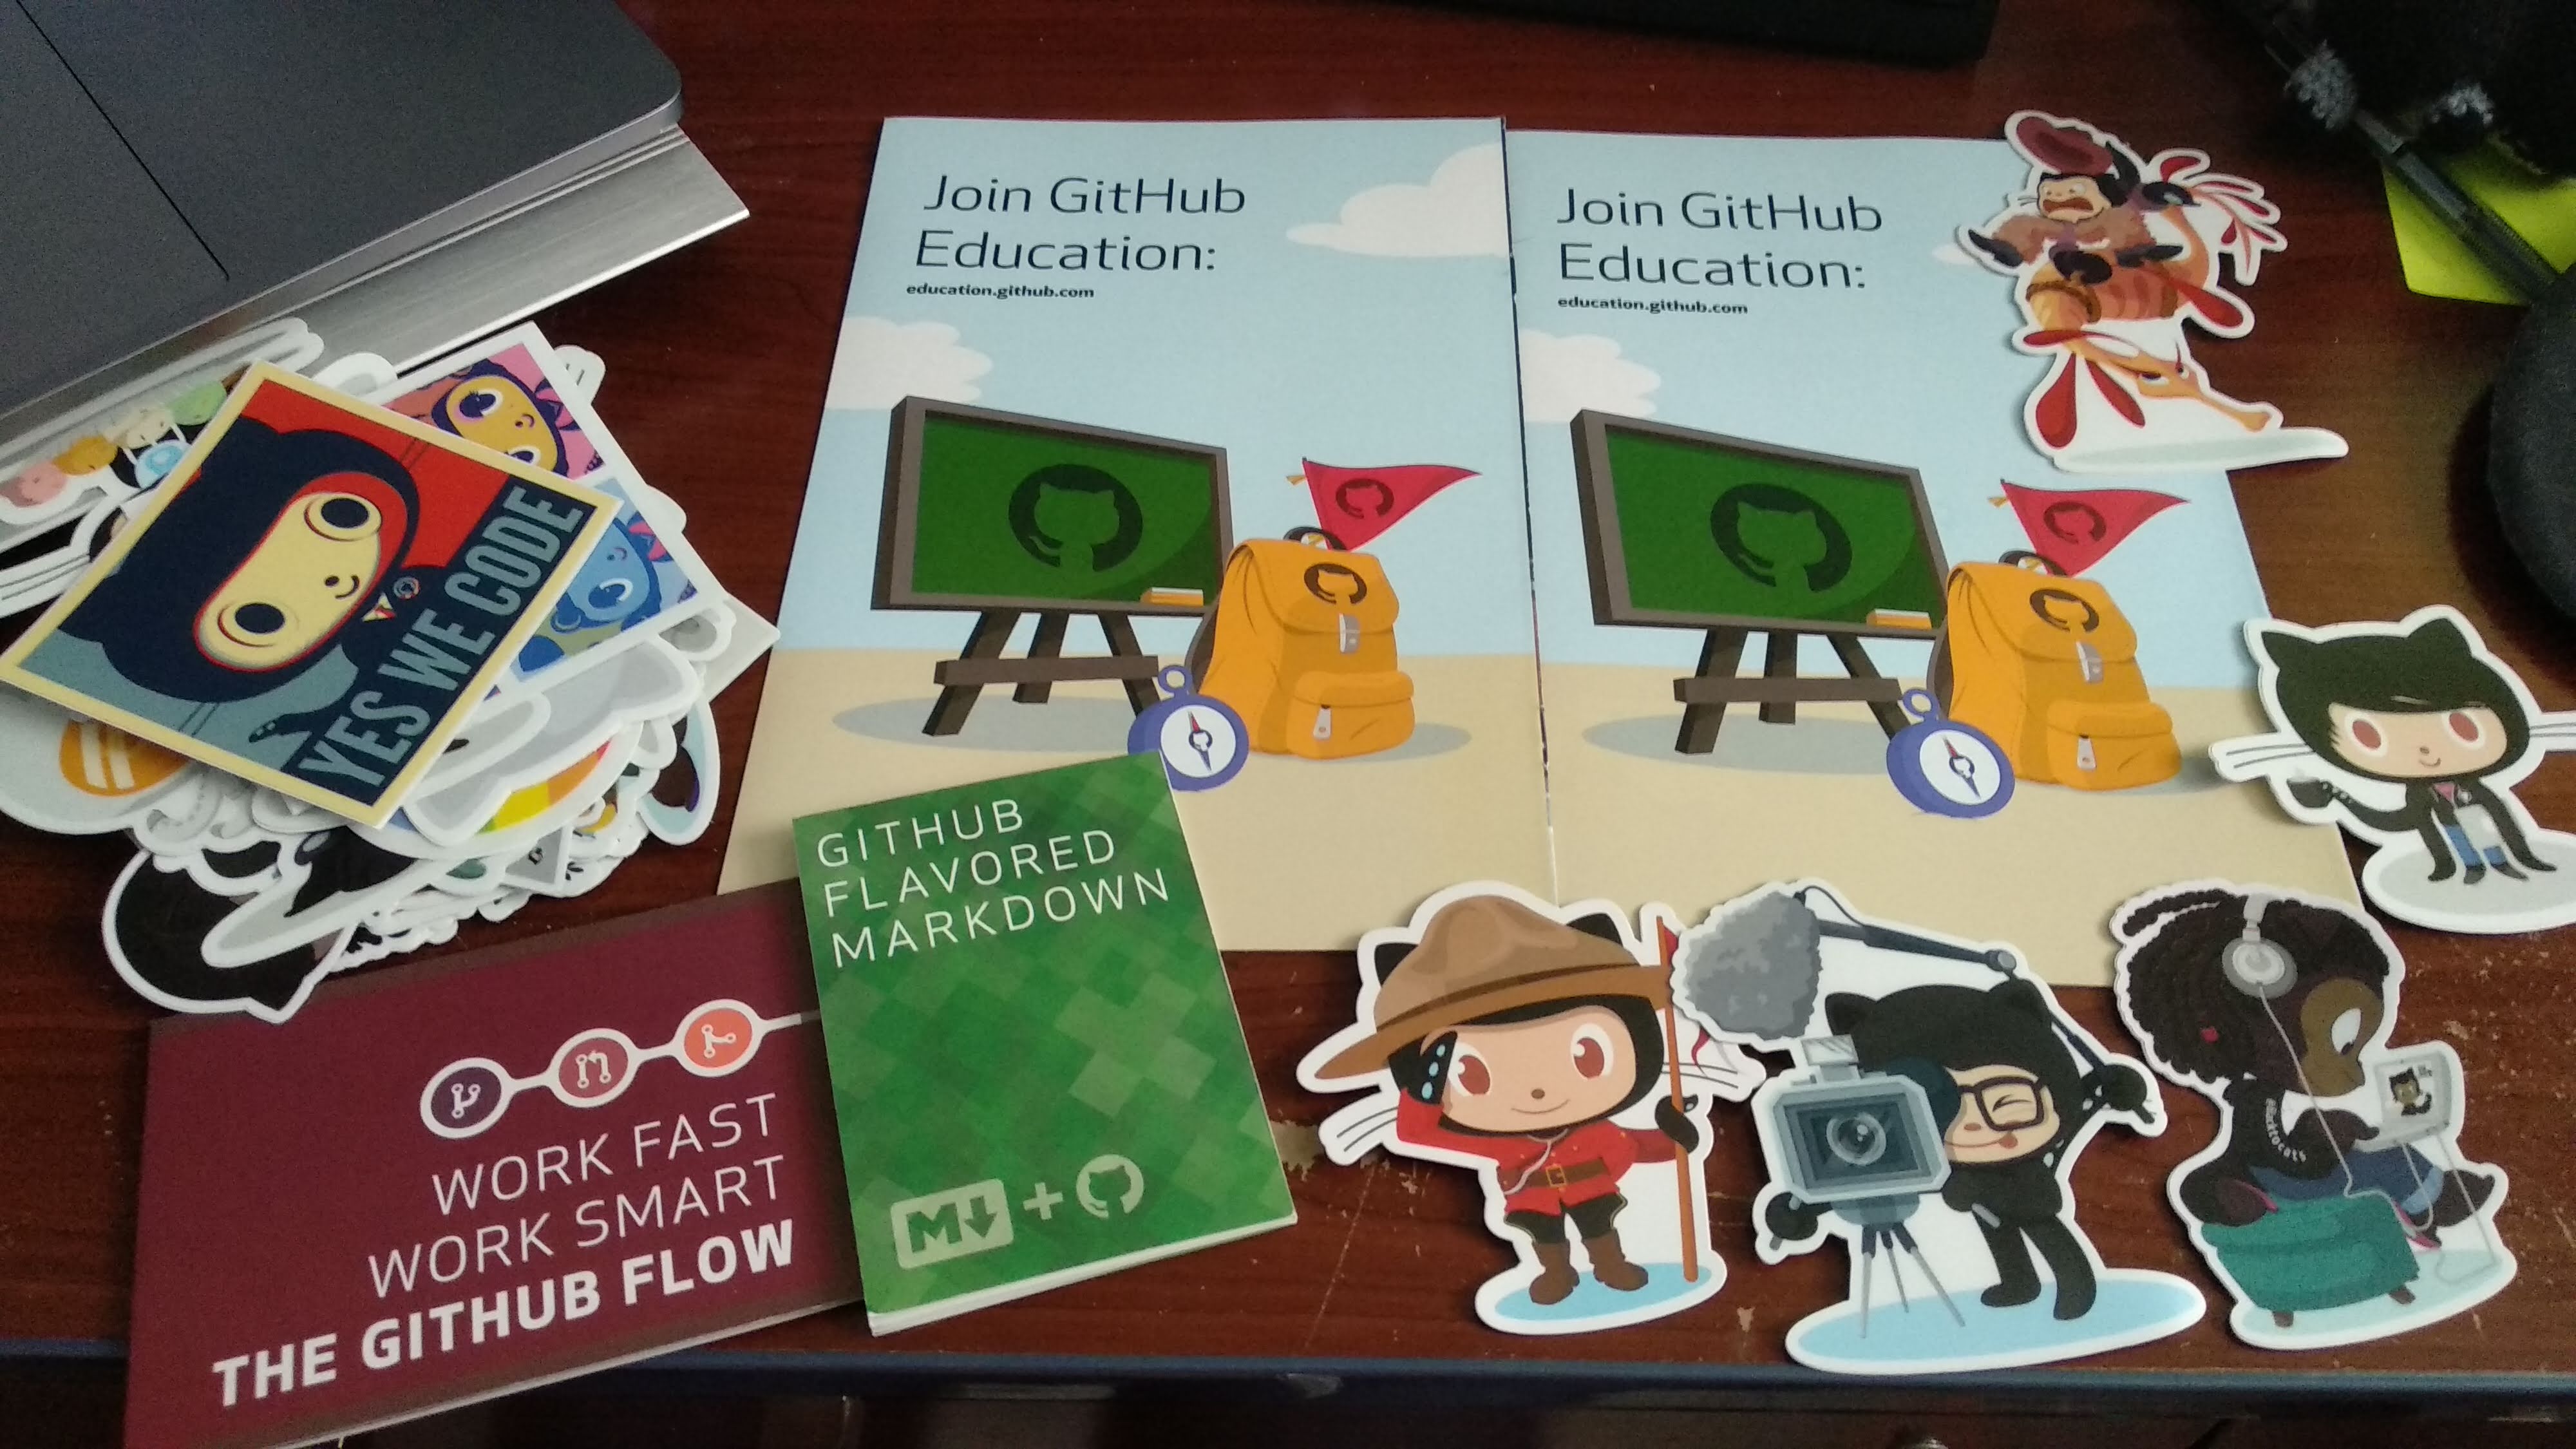 Join GitHub
Education:
education.github.com
Join GitHub
Education:
education.github.com
YES WE CODE
GITHUB
FLAVORED
MARKDOWN
M
+
WORK FAST
WORK SMART
THE GITHUB FLOW
#Blacktocats